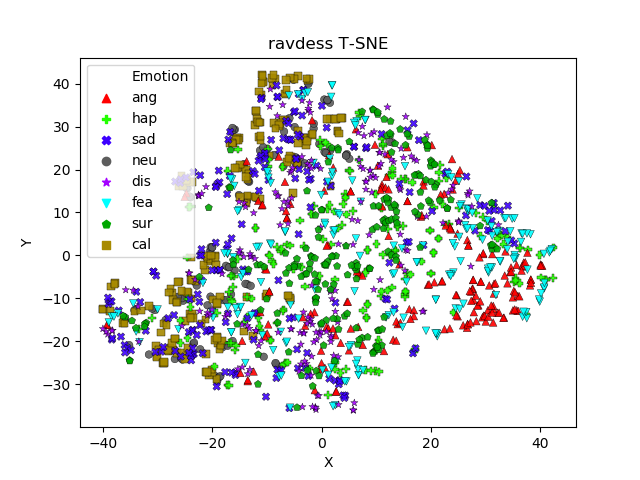 ravdess T-SNE
Emotion
ang
hap
sad
neu
dis
fea
sur
cal
40
30
20
10
0
−10
−20
−30
Y
−40 −20 0 20 40
X